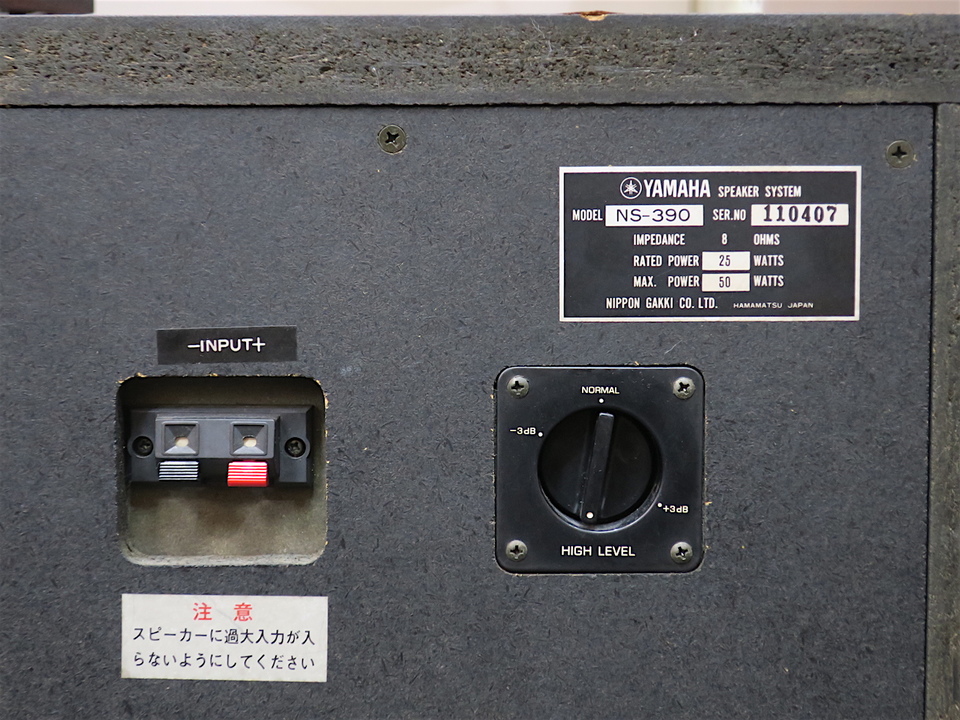 YAMAHA SPEAKER SYSTEM
MODEL NS-390 SER.NO 110407
IMPEDANCE 8 OHMS
RATED POWER 25 WATTS
MAX. POWER 50 WATTS
NIPPON GAKKI CO. LTD. HAMAMATSU JAPAN
−INPUT+
NORMAL
−3dB
+3dB
HIGH LEVEL
注 意
スピーカーに過大入力が入
らないようにしてください